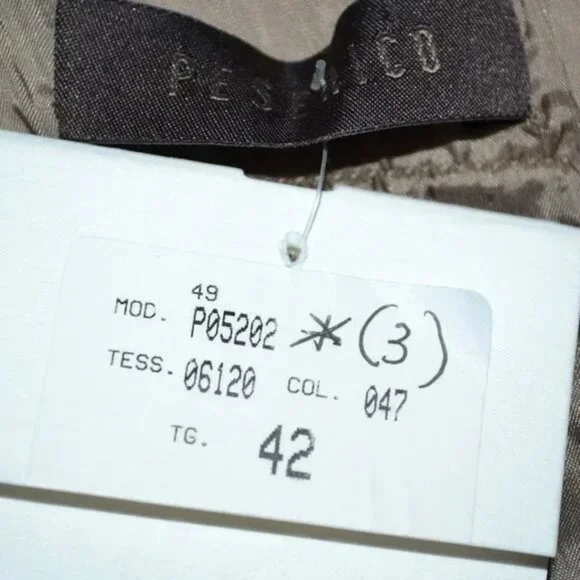 PESERICO
49
MOD. P05202 * (3)
TESS. 06120 COL. 047
TG. 42